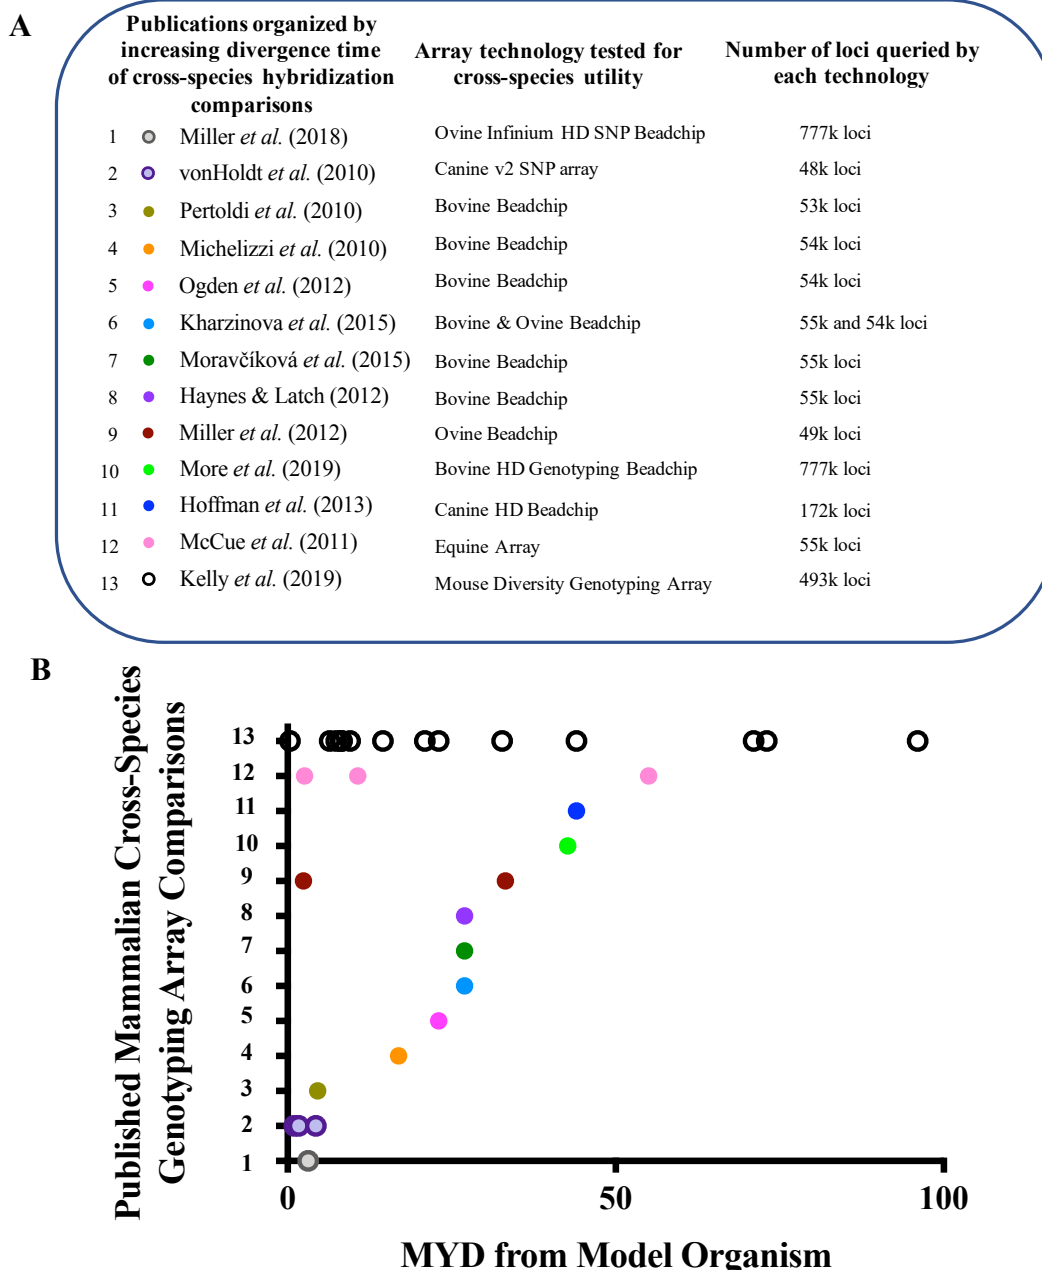 A
Publications organized by
increasing divergence time
of cross-species hybridization
comparisons
Array technology tested for
cross-species utility
Number of loci queried by
each technology
1 Miller et al. (2018) Ovine Infinium HD SNP Beadchip 777k loci
2 vonHoldt et al. (2010) Canine v2 SNP array 48k loci
3 Pertoldi et al. (2010) Bovine Beadchip 53k loci
4 Michelizzi et al. (2010) Bovine Beadchip 54k loci
5 Ogden et al. (2012) Bovine Beadchip 54k loci
6 Kharzinova et al. (2015) Bovine & Ovine Beadchip 55k and 54k loci
7 Moravčíková et al. (2015) Bovine Beadchip 55k loci
8 Haynes & Latch (2012) Bovine Beadchip 55k loci
9 Miller et al. (2012) Ovine Beadchip 49k loci
10 More et al. (2019) Bovine HD Genotyping Beadchip 777k loci
11 Hoffman et al. (2013) Canine HD Beadchip 172k loci
12 McCue et al. (2011) Equine Array 55k loci
13 Kelly et al. (2019) Mouse Diversity Genotyping Array 493k loci
B
Published Mammalian Cross-Species
Genotyping Array Comparisons
13
12
11
10
9
8
7
6
5
4
3
2
1
0 50 100
MYD from Model Organism